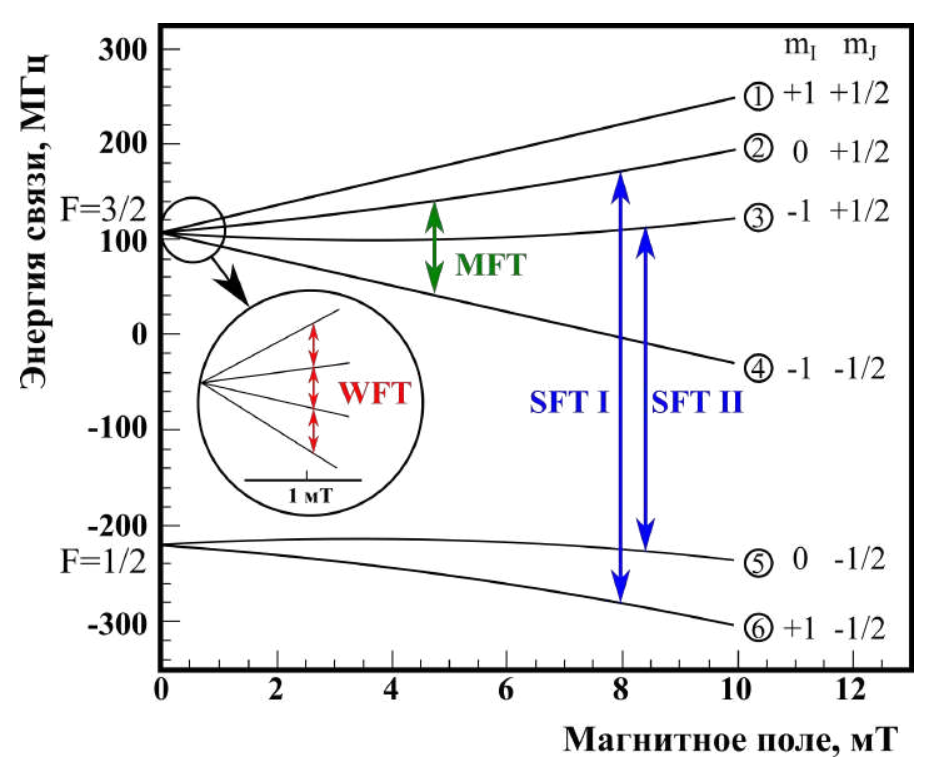 Энергия связи, МГц
300
200
100
0
-100
-200
-300
F=3/2
F=1/2
m_I m_J
① +1 +1/2
② 0 +1/2
③ -1 +1/2
④ -1 -1/2
⑤ 0 -1/2
⑥ +1 -1/2
MFT
WFT
1 мТ
SFT I
SFT II
0 2 4 6 8 10 12
Магнитное поле, мТ